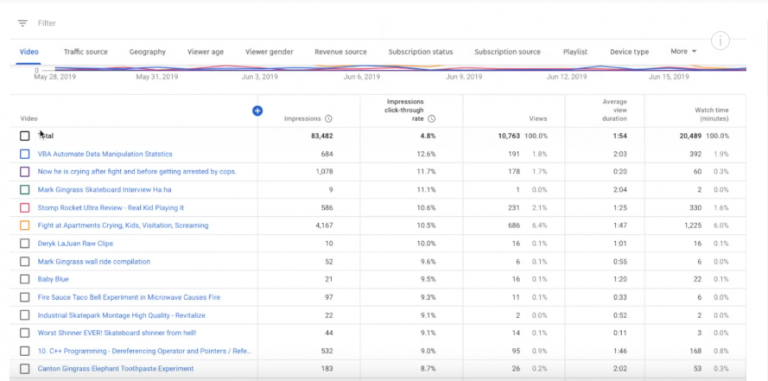 Filter
Video Traffic source Geography Viewer age Viewer gender Revenue source Subscription status Subscription source Playlist Device type More
0
May 28, 2019 May 31, 2019 Jun 3, 2019 Jun 6, 2019 Jun 9, 2019 Jun 12, 2019 Jun 15, 2019
Video Impressions Impressions click-through rate Views Average view duration Watch time (minutes)
Total 83,482 4.8% 10,763 100.0% 1:54 20,489 100.0%
VBA Automate Data Manipulation Statstics 684 12.6% 191 1.8% 2:03 392 1.9%
Now he is crying after fight and before getting arrested by cops. 1,078 11.7% 178 1.7% 0:20 60 0.3%
Mark Gingrass Skateboard Interview Ha ha 9 11.1% 1 0.0% 2:04 2 0.0%
Stomp Rocket Ultra Review - Real Kid Playing it 586 10.6% 231 2.1% 1:25 330 1.6%
Fight at Apartments Crying, Kids, Visitation, Screaming 4,167 10.5% 686 6.4% 1:47 1,225 6.0%
Deryk LaJuan Raw Clips 10 10.0% 16 0.1% 1:01 16 0.1%
Mark Gingrass wall ride compilation 52 9.6% 6 0.1% 0:55 6 0.0%
Baby Blue 21 9.5% 16 0.1% 1:20 22 0.1%
Fire Sauce Taco Bell Experiment in Microwave Causes Fire 97 9.3% 11 0.1% 0:33 6 0.0%
Industrial Skatepark Montage High Quality - Revitalize 22 9.1% 2 0.0% 0:52 2 0.0%
Worst Shinner EVER! Skateboard shinner from hell! 44 9.1% 14 0.1% 0:11 3 0.0%
10. C++ Programming - Dereferencing Operator and Pointers / Refe... 532 9.0% 95 0.9% 1:46 168 0.8%
Canton Gingrass Elephant Toothpaste Experiment 183 8.7% 26 0.2% 2:02 53 0.3%